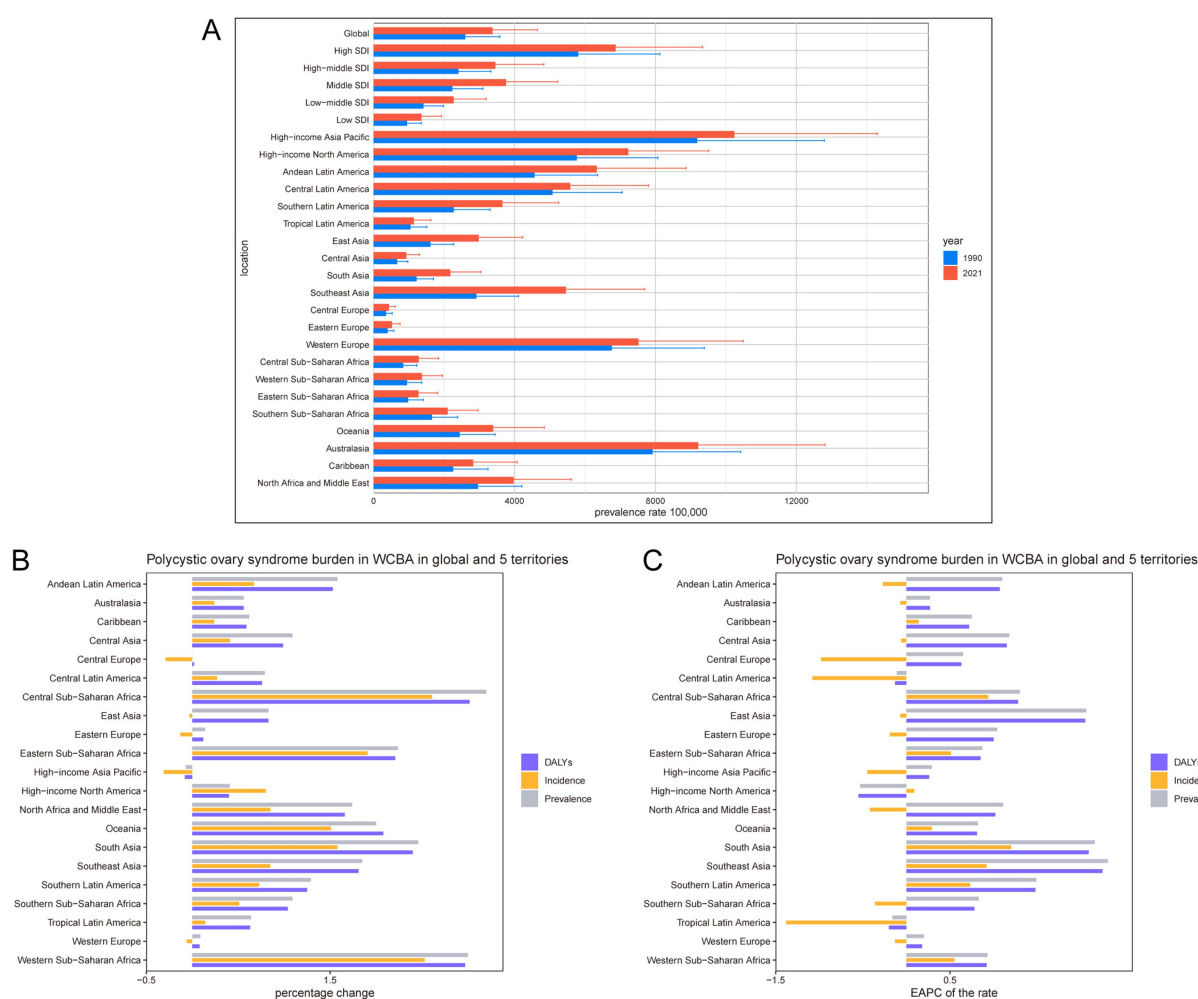 A
Global
High SDI
High-middle SDI
Middle SDI
Low-middle SDI
Low SDI
High-income Asia Pacific
High-income North America
Andean Latin America
Central Latin America
Southern Latin America
Tropical Latin America
East Asia
Central Asia
South Asia
Southeast Asia
Central Europe
Eastern Europe
Western Europe
Central Sub-Saharan Africa
Western Sub-Saharan Africa
Eastern Sub-Saharan Africa
Southern Sub-Saharan Africa
Oceania
Australasia
Caribbean
North Africa and Middle East
location
0 4000 8000 12000
prevalence rate 100,000
year
1990
2021
B
Polycystic ovary syndrome burden in WCBA in global and 5 territories
Andean Latin America
Australasia
Caribbean
Central Asia
Central Europe
Central Latin America
Central Sub-Saharan Africa
East Asia
Eastern Europe
Eastern Sub-Saharan Africa
High-income Asia Pacific
High-income North America
North Africa and Middle East
Oceania
South Asia
Southeast Asia
Southern Latin America
Southern Sub-Saharan Africa
Tropical Latin America
Western Europe
Western Sub-Saharan Africa
-0.5 1.5
percentage change
DALYs
Incidence
Prevalence
C
Polycystic ovary syndrome burden in WCBA in global and 5 territories
Andean Latin America
Australasia
Caribbean
Central Asia
Central Europe
Central Latin America
Central Sub-Saharan Africa
East Asia
Eastern Europe
Eastern Sub-Saharan Africa
High-income Asia Pacific
High-income North America
North Africa and Middle East
Oceania
South Asia
Southeast Asia
Southern Latin America
Southern Sub-Saharan Africa
Tropical Latin America
Western Europe
Western Sub-Saharan Africa
-1.5 0.5
EAPC of the rate
DALY
Incide
Preva